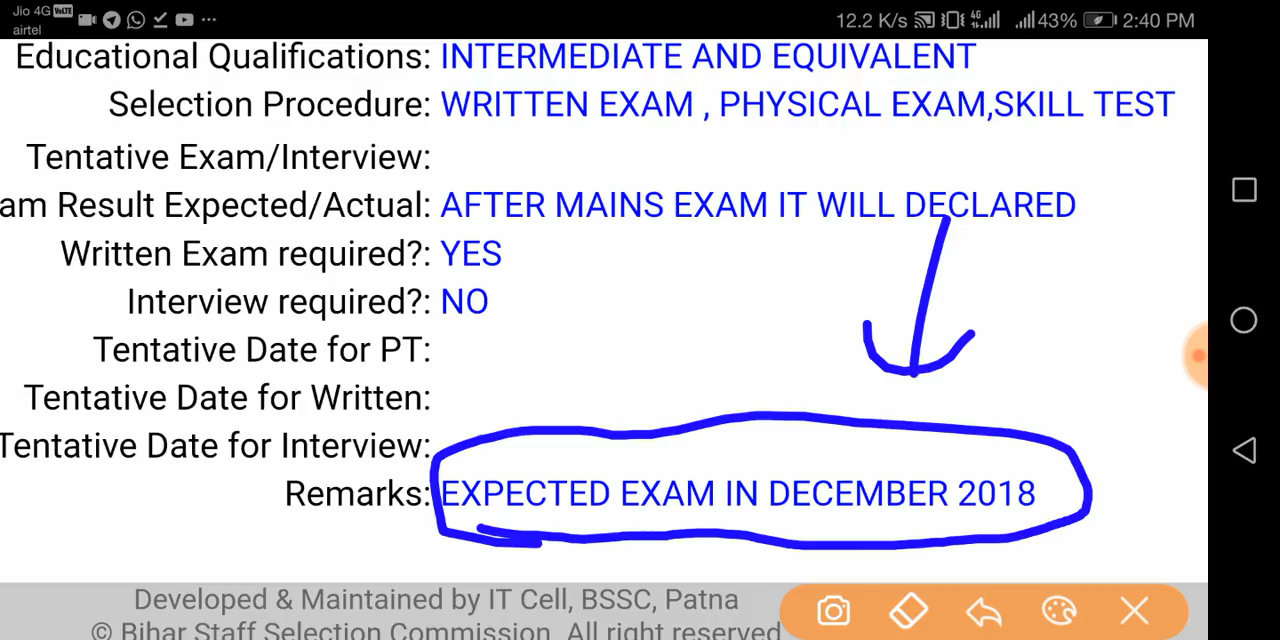 Jio 4G VoLTE
airtel
12.2 K/s 4G 43% 2:40 PM
Educational Qualifications: INTERMEDIATE AND EQUIVALENT
Selection Procedure: WRITTEN EXAM , PHYSICAL EXAM,SKILL TEST
Tentative Exam/Interview:
am Result Expected/Actual: AFTER MAINS EXAM IT WILL DECLARED
Written Exam required?: YES
Interview required?: NO
Tentative Date for PT:
Tentative Date for Written:
Tentative Date for Interview:
Remarks: EXPECTED EXAM IN DECEMBER 2018
Developed & Maintained by IT Cell, BSSC, Patna
© Bihar Staff Selection Commission. All right reserved